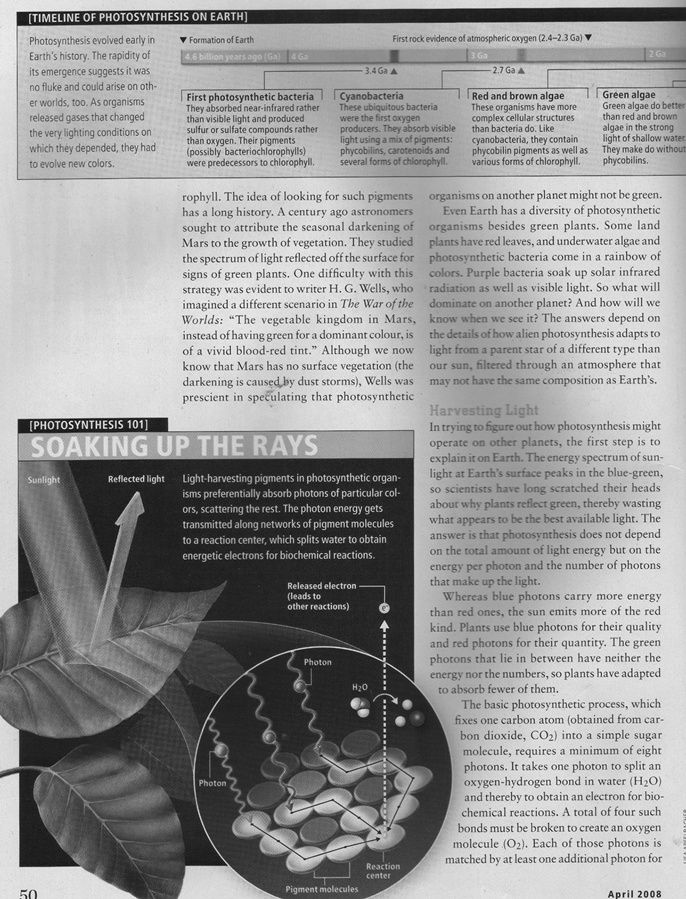 [TIMELINE OF PHOTOSYNTHESIS ON EARTH]
Photosynthesis evolved early in
Earth's history. The rapidity of
its emergence suggests it was
no fluke and could arise on oth-
er worlds, too. As organisms
released gases that changed
the very lighting conditions on
which they depended, they had
to evolve new colors.
▼ Formation of Earth
First rock evidence of atmospheric oxygen (2.4–2.3 Ga) ▼
4.6 billion years ago (Ga)
4 Ga
3 Ga
2 Ga
3.4 Ga ▲
2.7 Ga ▲
First photosynthetic bacteria
They absorbed near-infrared rather
than visible light and produced
sulfur or sulfate compounds rather
than oxygen. Their pigments
(possibly bacteriochlorophylls)
were predecessors to chlorophyll.
Cyanobacteria
These ubiquitous bacteria
were the first oxygen
producers. They absorb visible
light using a mix of pigments:
phycobilins, carotenoids and
several forms of chlorophyll.
Red and brown algae
These organisms have more
complex cellular structures
than bacteria do. Like
cyanobacteria, they contain
phycobilin pigments as well as
various forms of chlorophyll.
Green algae
Green algae do better
than red and brown
algae in the strong
light of shallow water.
They make do without
phycobilins.
rophyll. The idea of looking for such pigments
has a long history. A century ago astronomers
sought to attribute the seasonal darkening of
Mars to the growth of vegetation. They studied
the spectrum of light reflected off the surface for
signs of green plants. One difficulty with this
strategy was evident to writer H. G. Wells, who
imagined a different scenario in The War of the
Worlds: "The vegetable kingdom in Mars,
instead of having green for a dominant colour, is
of a vivid blood-red tint." Although we now
know that Mars has no surface vegetation (the
darkening is caused by dust storms), Wells was
prescient in speculating that photosynthetic
organisms on another planet might not be green.
Even Earth has a diversity of photosynthetic
organisms besides green plants. Some land
plants have red leaves, and underwater algae and
photosynthetic bacteria come in a rainbow of
colors. Purple bacteria soak up solar infrared
radiation as well as visible light. So what will
dominate on another planet? And how will we
know when we see it? The answers depend on
the details of how alien photosynthesis adapts to
light from a parent star of a different type than
our sun, filtered through an atmosphere that
may not have the same composition as Earth's.
Harvesting Light
In trying to figure out how photosynthesis might
operate on other planets, the first step is to
explain it on Earth. The energy spectrum of sun-
light at Earth's surface peaks in the blue-green,
so scientists have long scratched their heads
about why plants reflect green, thereby wasting
what appears to be the best available light. The
answer is that photosynthesis does not depend
on the total amount of light energy but on the
energy per photon and the number of photons
that make up the light.
Whereas blue photons carry more energy
than red ones, the sun emits more of the red
kind. Plants use blue photons for their quality
and red photons for their quantity. The green
photons that lie in between have neither the
energy nor the numbers, so plants have adapted
to absorb fewer of them.
The basic photosynthetic process, which
fixes one carbon atom (obtained from car-
bon dioxide, CO2) into a simple sugar
molecule, requires a minimum of eight
photons. It takes one photon to split an
oxygen-hydrogen bond in water (H2O)
and thereby to obtain an electron for bio-
chemical reactions. A total of four such
bonds must be broken to create an oxygen
molecule (O2). Each of those photons is
matched by at least one additional photon for
[PHOTOSYNTHESIS 101]
SOAKING UP THE RAYS
Sunlight
Reflected light
Light-harvesting pigments in photosynthetic organ-
isms preferentially absorb photons of particular col-
ors, scattering the rest. The photon energy gets
transmitted along networks of pigment molecules
to a reaction center, which splits water to obtain
energetic electrons for biochemical reactions.
Released electron
(leads to
other reactions)
e-
Photon
H2O
Photon
Reaction
center
Pigment molecules
50
April 2008